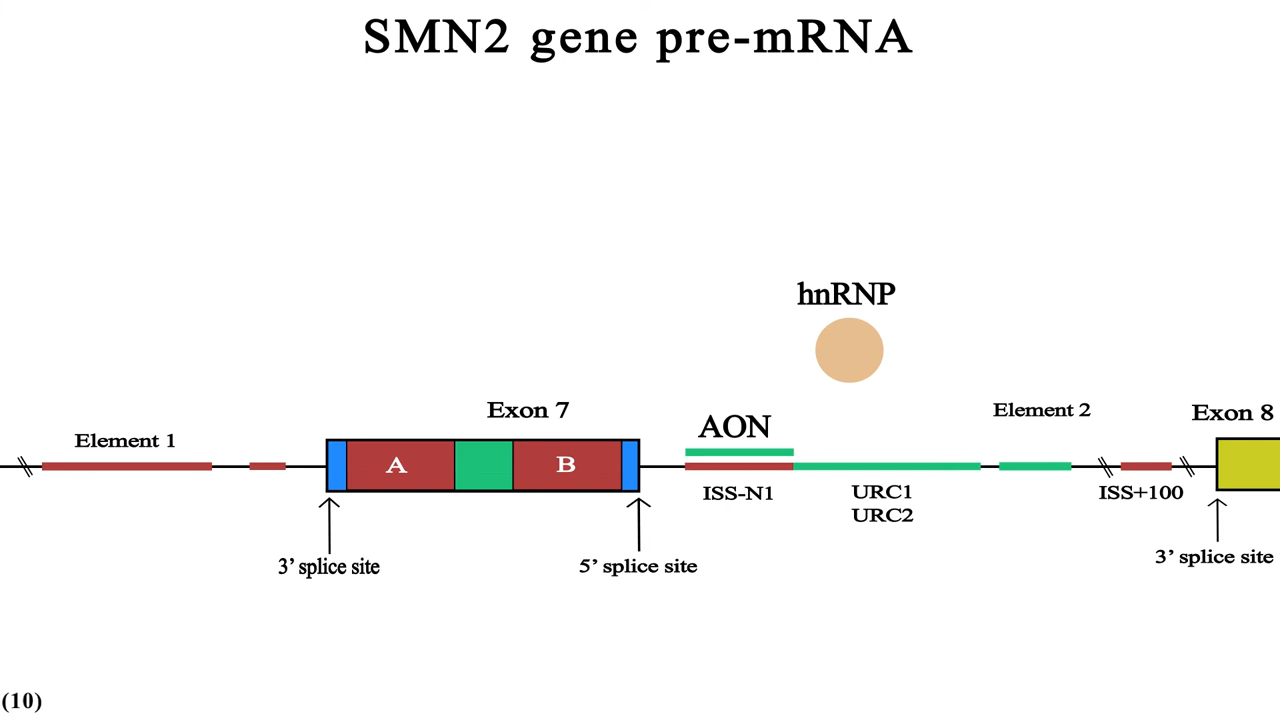 SMN2 gene pre-mRNA
hnRNP
Exon 7
Element 2
Exon 8
AON
Element 1
A
B
ISS-N1
URC1
URC2
ISS+100
3’ splice site
5’ splice site
3’ splice site
(10)